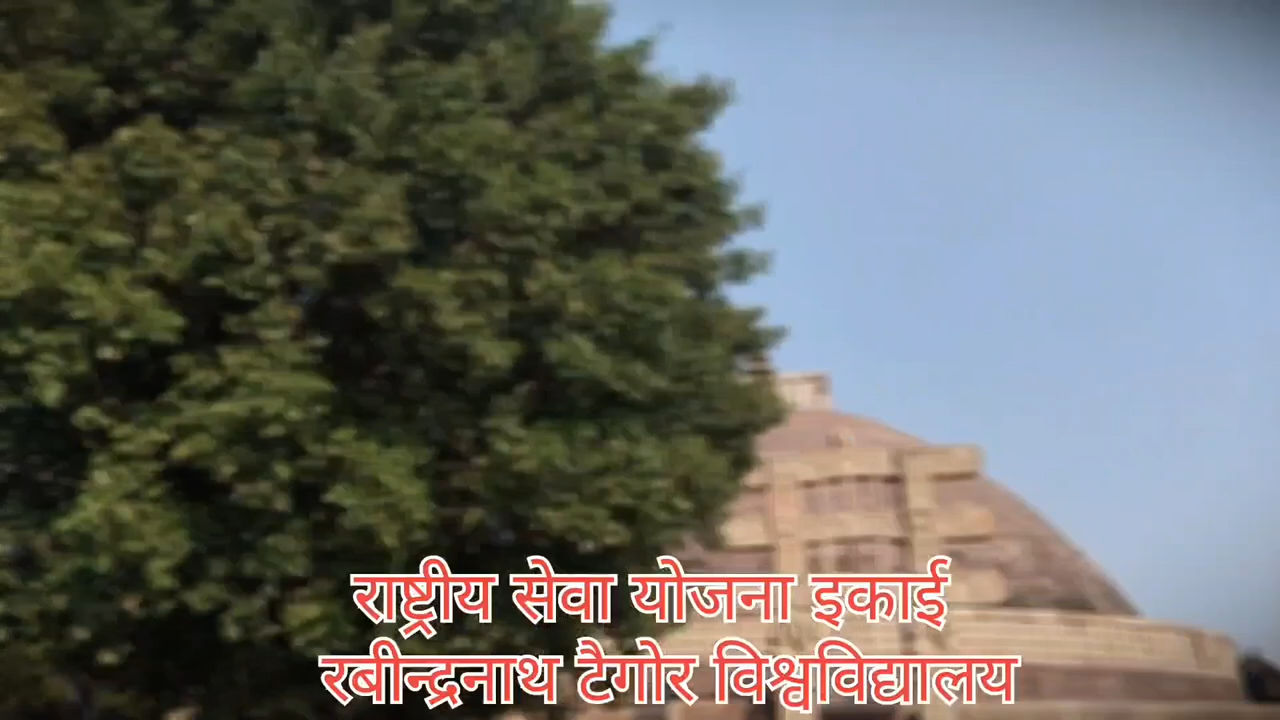 राष्ट्रीय सेवा योजना इकाई
रबीन्द्रनाथ टैगोर विश्वविद्यालय